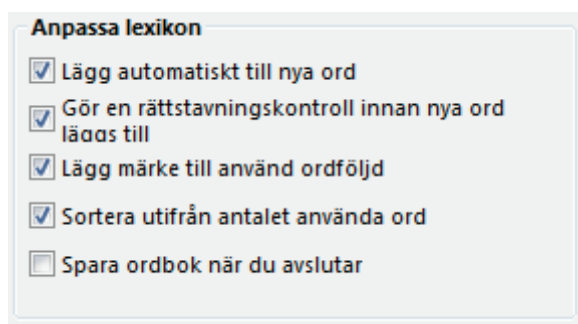 Anpassa lexikon
Lägg automatiskt till nya ord
Gör en rättstavningskontroll innan nya ord
läggs till
Lägg märke till använd ordföljd
Sortera utifrån antalet använda ord
Spara ordbok när du avslutar